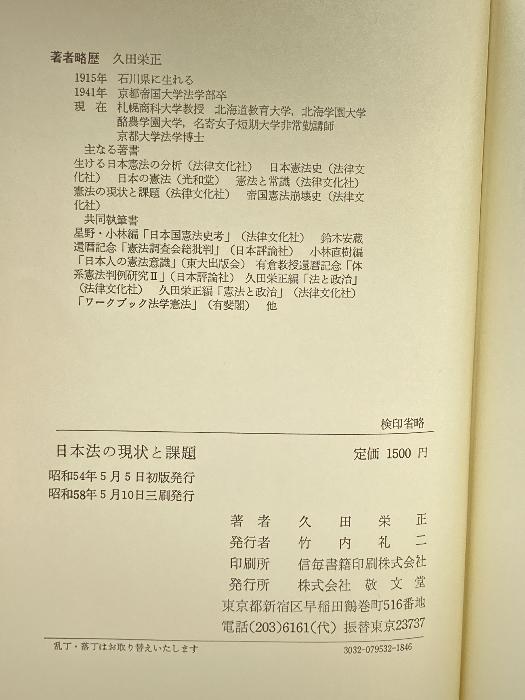 著者略歴　久田栄正
1915年　石川県に生れる
1941年　京都帝国大学法学部卒
現　在　札幌商科大学教授　北海道教育大学，北海学園大学
酪農学園大学，名寄女子短期大学非常勤講師
京都大学法学博士
主なる著書
生ける日本憲法の分析（法律文化社）　日本憲法史（法律文
化社）　日本の憲法（光和堂）　憲法と常識（法律文化社）
憲法の現状と課題（法律文化社）　帝国憲法崩壊史（法律文
化社）
共同執筆書
星野・小林編「日本国憲法史考」（法律文化社）　鈴木安蔵
還暦記念「憲法調査会総批判」（日本評論社）　小林直樹編
「日本人の憲法意識」（東大出版会）　有倉教授還暦記念「体
系憲法判例研究Ⅱ」（日本評論社）　久田栄正編「法と政治」
（法律文化社）　久田栄正編「憲法と政治」（法律文化社）
「ワークブック法学憲法」（有斐閣）　他
検印省略
日本法の現状と課題　定価 1500 円
昭和54年5月5日初版発行
昭和58年5月10日三刷発行
著　者　久　田　栄　正
発行者　竹　内　礼　二
印刷所　信毎書籍印刷株式会社
発行所　株式会社　敬　文　堂
東京都新宿区早稲田鶴巻町516番地
電話(203)6161(代)　振替東京23737
乱丁・落丁はお取り替えいたします　3032-079532-1846